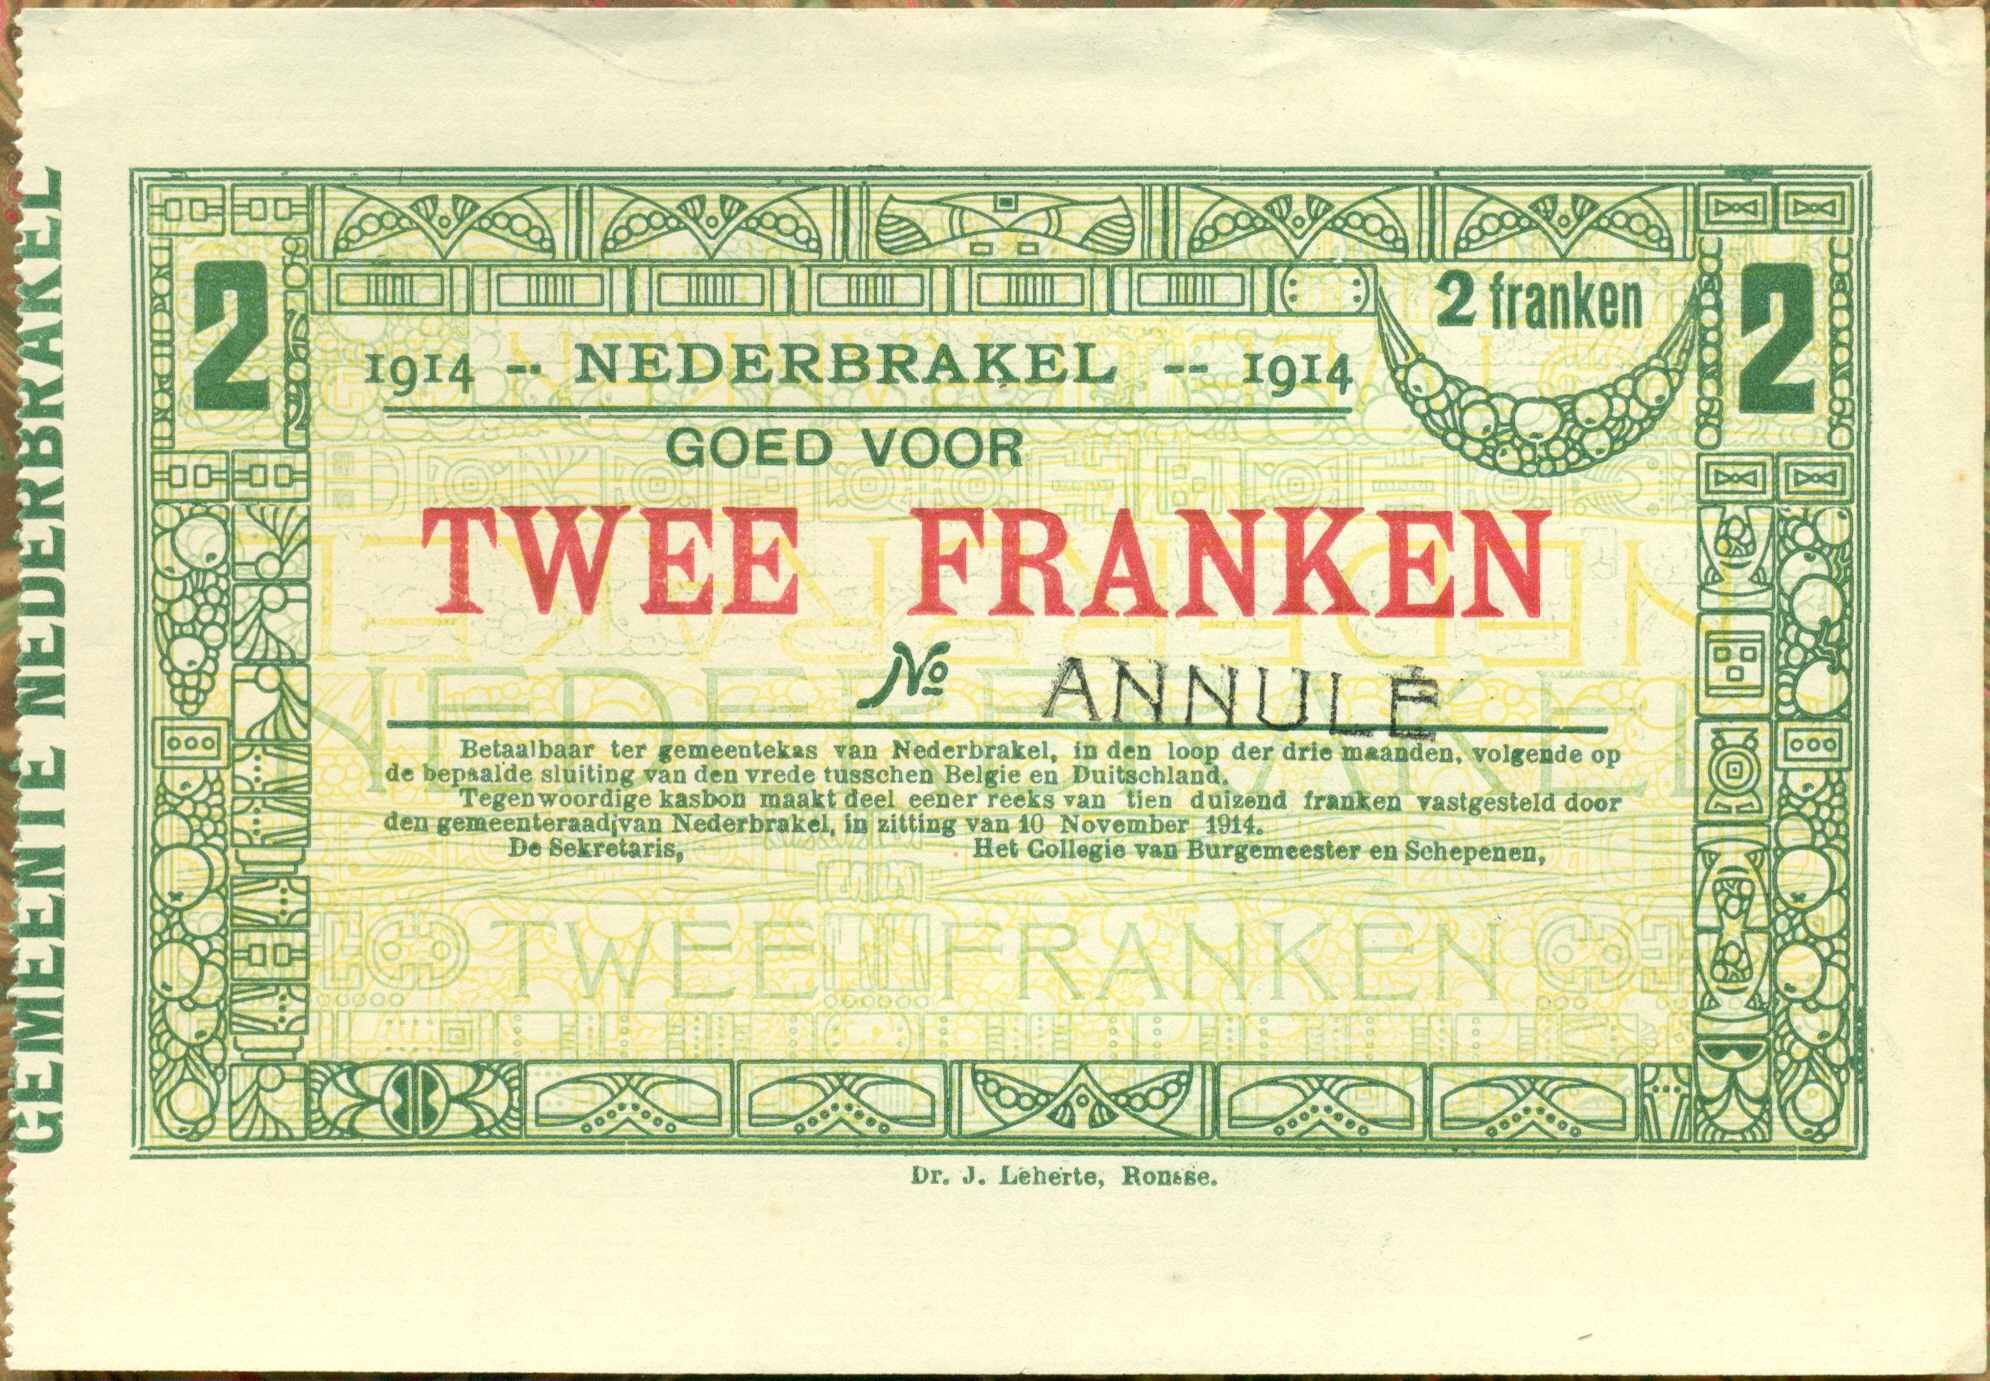 GEMEENTE NEDERBRAKEL
2
2 franken
2
1914 -- NEDERBRAKEL -- 1914
GOED VOOR
TWEE FRANKEN
No ANNULÉ
Betaalbaar ter gemeentekas van Nederbrakel, in den loop der drie maanden, volgende op
de bepaalde sluiting van den vrede tusschen Belgie en Duitschland.
Tegenwoordige kasbon maakt deel eener reeks van tien duizend franken vastgesteld door
den gemeenteraad van Nederbrakel, in zitting van 10 November 1914.
De Sekretaris, Het Collegie van Burgemeester en Schepenen,
NEDERBRAKEL
TWEE FRANKEN
Dr. J. Leherte, Ronsse.